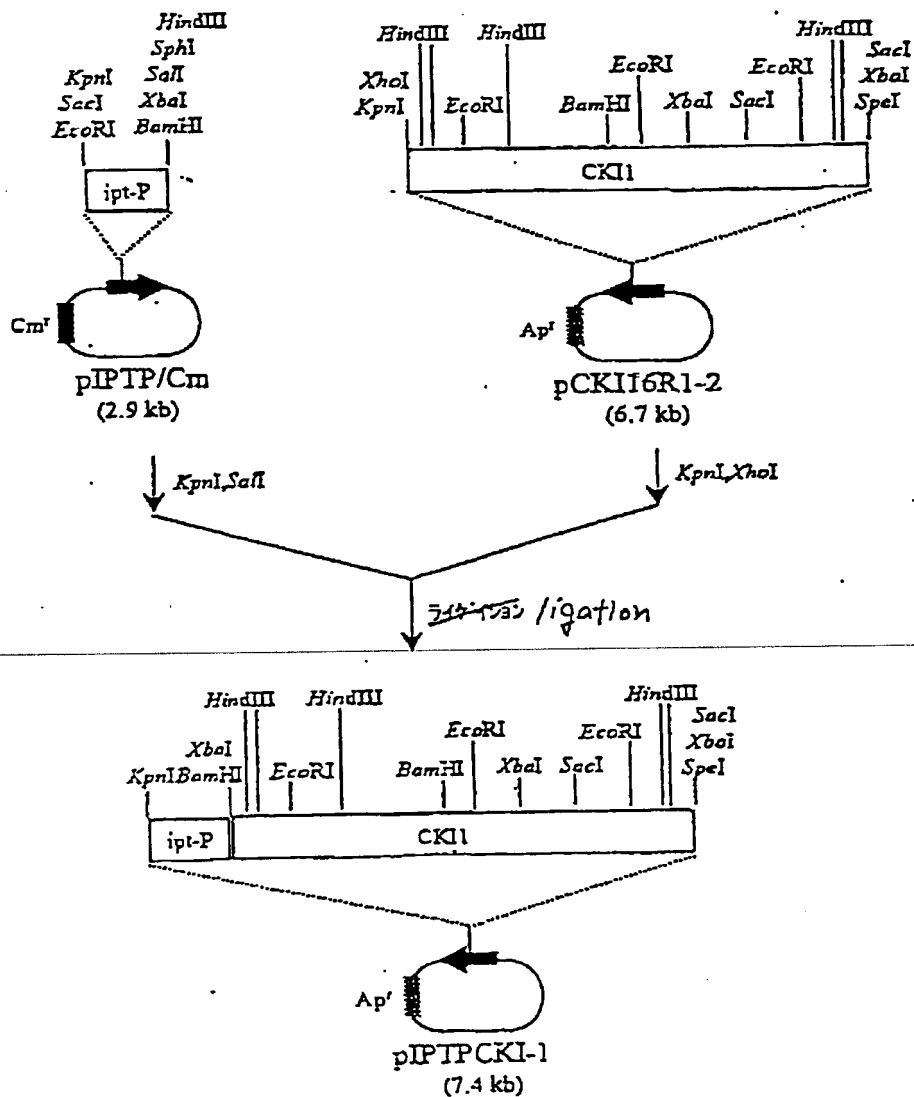 HindIII
SphI
SalI
XbaI
BamHI
KpnI
SacI
EcoRI
ipt-P
Cmʳ
pIPTP/Cm
(2.9 kb)
HindIII
HindIII
HindIII
XhoI
KpnI
EcoRI
BamHI
EcoRI
XbaI
SacI
EcoRI
SacI
XbaI
SpeI
CKI1
Apʳ
pCKI16R1-2
(6.7 kb)
KpnI,SalI
KpnI,XhoI
ライゲイション ligation
HindIII
HindIII
HindIII
XbaI
KpnI BamHI
EcoRI
BamHI
EcoRI
XbaI
SacI
EcoRI
SacI
XbaI
SpeI
ipt-P
CKI1
Apʳ
pIPTPCKI-1
(7.4 kb)